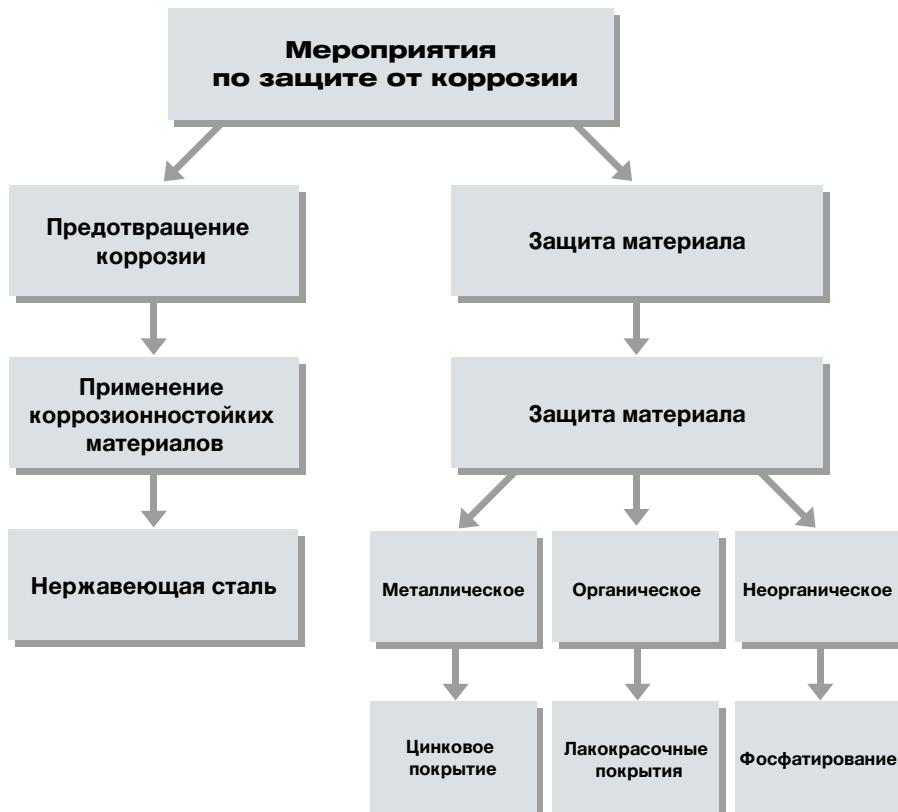 Мероприятия
по защите от коррозии
Предотвращение
коррозии
Защита материала
Применение
коррозионностойких
материалов
Защита материала
Нержавеющая сталь
Металлическое
Органическое
Неорганическое
Цинковое
покрытие
Лакокрасочные
покрытия
Фосфатирование